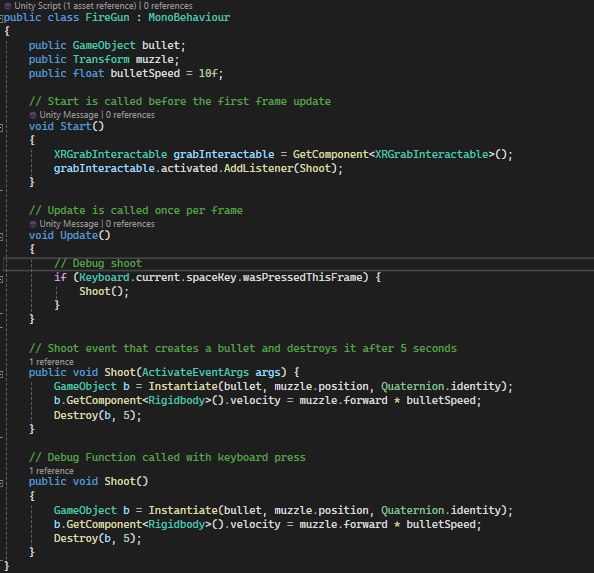 Unity Script (1 asset reference) | 0 references
public class FireGun : MonoBehaviour
{
    public GameObject bullet;
    public Transform muzzle;
    public float bulletSpeed = 10f;

    // Start is called before the first frame update
    Unity Message | 0 references
    void Start()
    {
        XRGrabInteractable grabInteractable = GetComponent<XRGrabInteractable>();
        grabInteractable.activated.AddListener(Shoot);
    }

    // Update is called once per frame
    Unity Message | 0 references
    void Update()
    {
        // Debug shoot
        if (Keyboard.current.spaceKey.wasPressedThisFrame) {
            Shoot();
        }
    }

    // Shoot event that creates a bullet and destroys it after 5 seconds
    1 reference
    public void Shoot(ActivateEventArgs args) {
        GameObject b = Instantiate(bullet, muzzle.position, Quaternion.identity);
        b.GetComponent<Rigidbody>().velocity = muzzle.forward * bulletSpeed;
        Destroy(b, 5);
    }

    // Debug Function called with keyboard press
    1 reference
    public void Shoot()
    {
        GameObject b = Instantiate(bullet, muzzle.position, Quaternion.identity);
        b.GetComponent<Rigidbody>().velocity = muzzle.forward * bulletSpeed;
        Destroy(b, 5);
    }
}